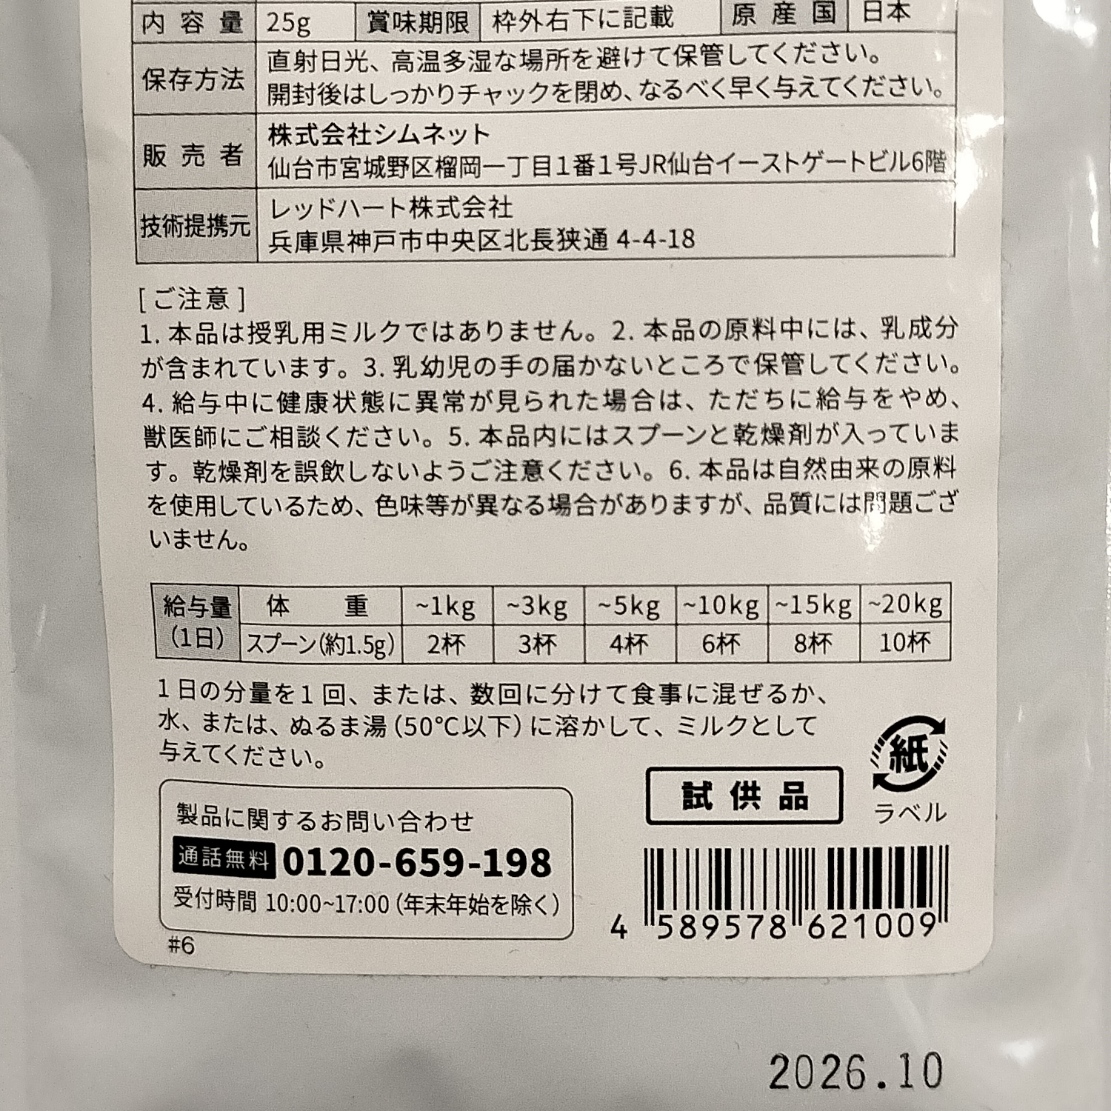 内容量 25g 賞味期限 枠外右下に記載 原産国 日本
保存方法 直射日光、高温多湿な場所を避けて保管してください。
開封後はしっかりチャックを閉め、なるべく早く与えてください。
販売者 株式会社シムネット
仙台市宮城野区榴岡一丁目1番1号JR仙台イーストゲートビル6階
技術提携元 レッドハート株式会社
兵庫県神戸市中央区北長狭通 4-4-18
[ご注意]
1. 本品は授乳用ミルクではありません。2. 本品の原料中には、乳成分
が含まれています。3. 乳幼児の手の届かないところで保管してください。
4. 給与中に健康状態に異常が見られた場合は、ただちに給与をやめ、
獣医師にご相談ください。5. 本品内にはスプーンと乾燥剤が入っていま
す。乾燥剤を誤飲しないようご注意ください。6. 本品は自然由来の原料
を使用しているため、色味等が異なる場合がありますが、品質には問題ござ
いません。
給与量 体重 ~1kg ~3kg ~5kg ~10kg ~15kg ~20kg
(1日) スプーン(約1.5g) 2杯 3杯 4杯 6杯 8杯 10杯
1日の分量を1回、または、数回に分けて食事に混ぜるか、
水、または、ぬるま湯(50℃以下)に溶かして、ミルクとして
与えてください。
紙
ラベル
試供品
製品に関するお問い合わせ
通話無料 0120-659-198
受付時間 10:00~17:00 (年末年始を除く)
4 589578 621009
#6
2026.10